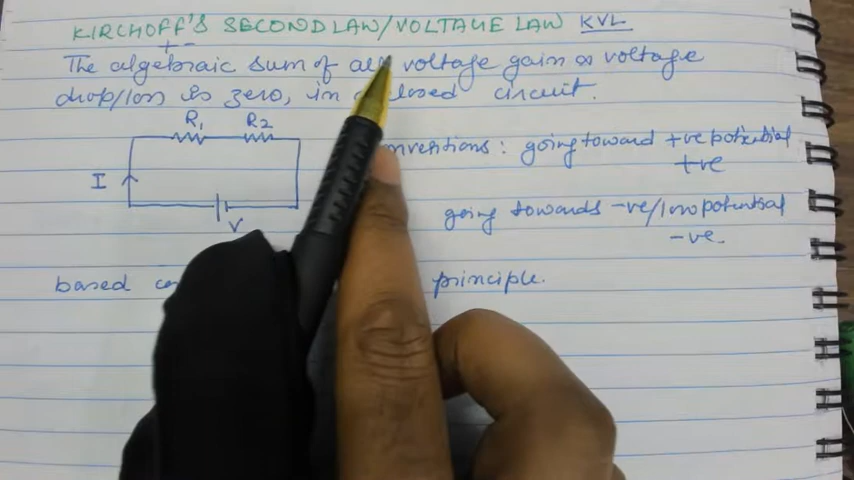 KIRCHOFF'S SECOND LAW/VOLTAGE LAW KVL
+ -
The algebraic sum of all voltage gain or voltage
drop/loss is zero, in closed circuit.
R1 R2
going toward +ve potential
+ve
I
going towards -ve/low potential
V
-ve.
based principle.